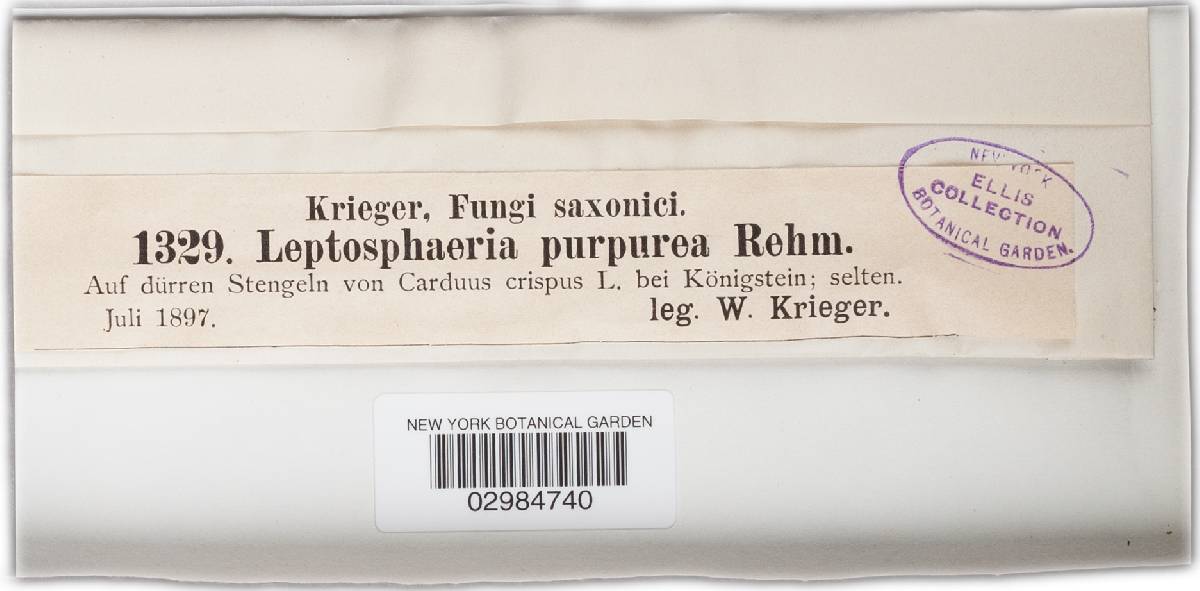 Krieger, Fungi saxonici.
1329. Leptosphaeria purpurea Rehm.
Auf dürren Stengeln von Carduus crispus L. bei Königstein; selten.
Juli 1897. leg. W. Krieger.
NEW YORK
ELLIS
COLLECTION
BOTANICAL GARDEN.
NEW YORK BOTANICAL GARDEN
02984740